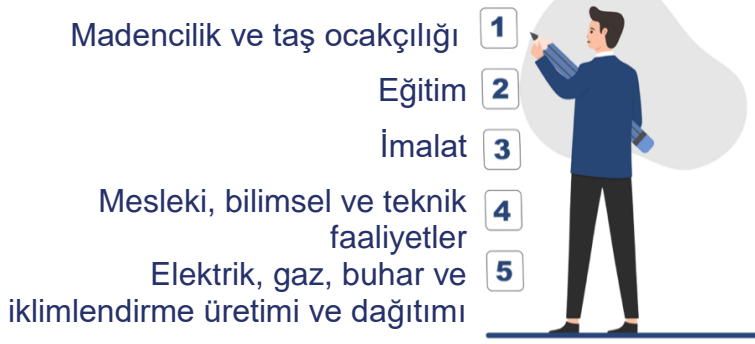 Madencilik ve taş ocakçılığı 1
Eğitim 2
İmalat 3
Mesleki, bilimsel ve teknik 4
faaliyetler
Elektrik, gaz, buhar ve 5
iklimlendirme üretimi ve dağıtımı